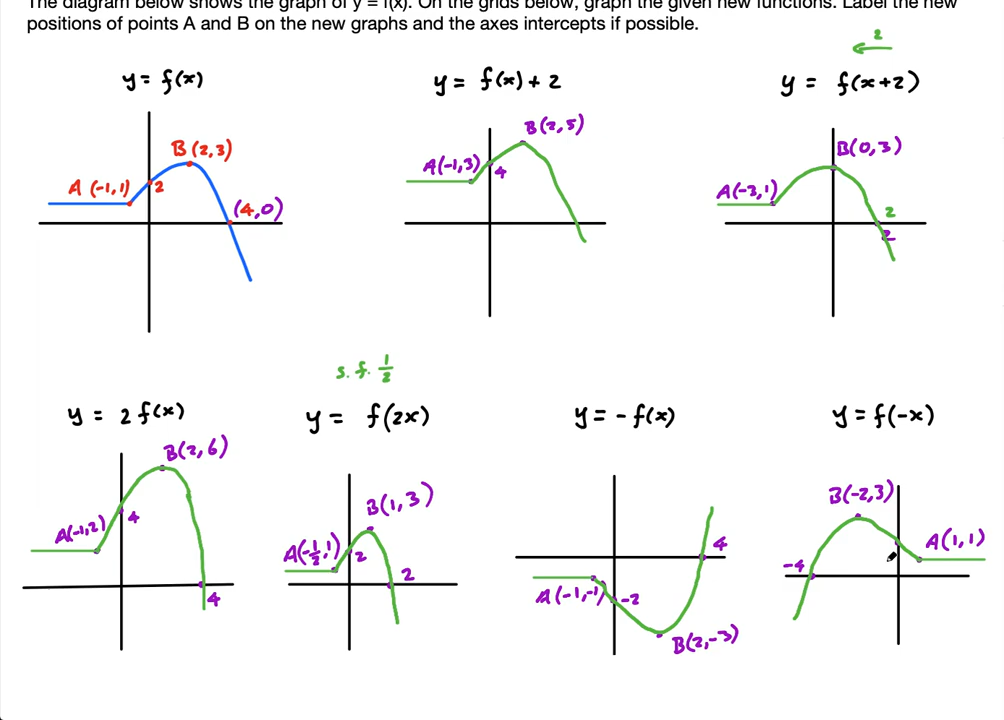 The diagram below shows the graph of y = f(x). On the grids below, graph the given new functions. Label the new
positions of points A and B on the new graphs and the axes intercepts if possible.
y = f(x)
A (-1,1)
B (2,3)
2
(4,0)
y = f(x) + 2
A(-1,3)
B(2,5)
4
2
y = f(x+2)
A(-3,1)
B(0,3)
2
2
y = 2 f(x)
A(-1,2)
B(2,6)
4
4
s.f. 1/2
y = f(2x)
A(-1/2,1)
B(1,3)
2
2
y = - f(x)
A(-1,-1)
-2
B(2,-3)
4
y = f(-x)
B(-2,3)
A(1,1)
-4